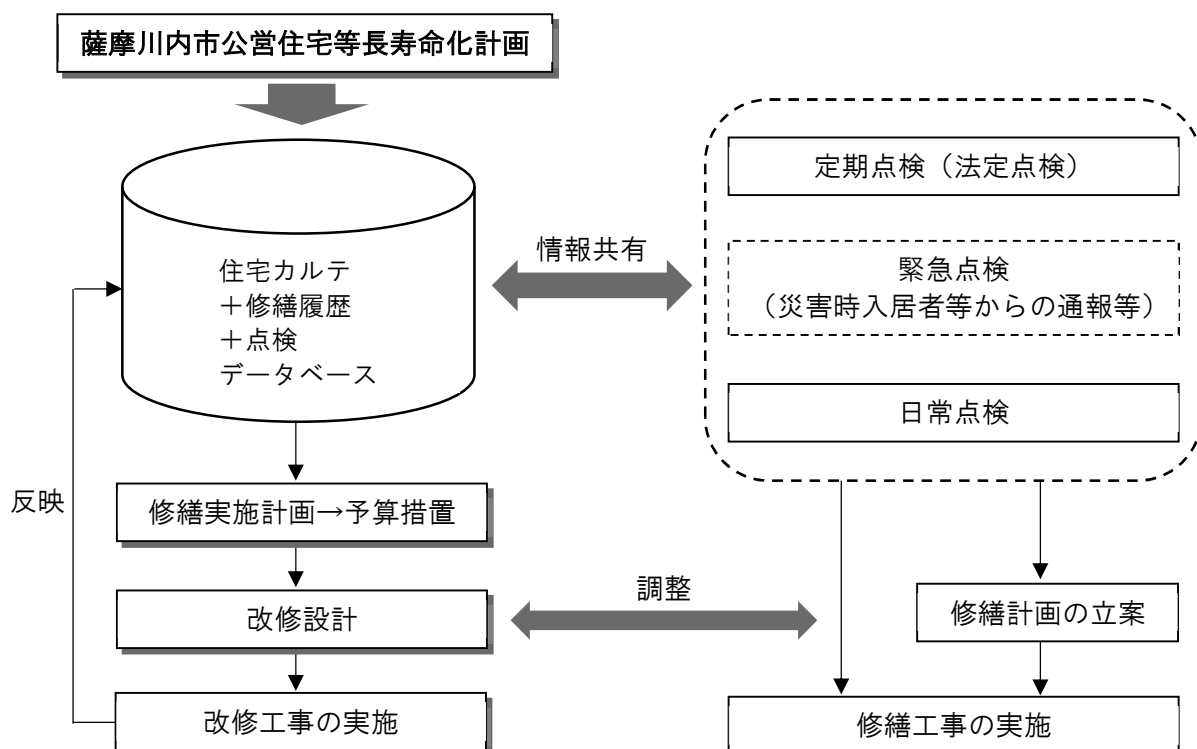 薩摩川内市公営住宅等長寿命化計画
住宅カルテ
＋修繕履歴
＋点検
データベース
情報共有
定期点検（法定点検）
緊急点検
（災害時入居者等からの通報等）
日常点検
反映
修繕実施計画→予算措置
改修設計
調整
修繕計画の立案
改修工事の実施
修繕工事の実施